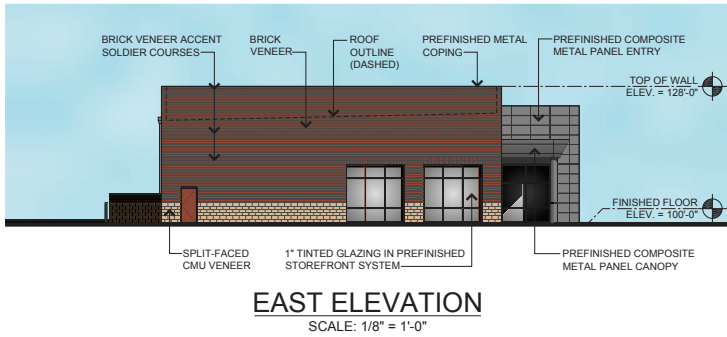 BRICK VENEER ACCENT
SOLDIER COURSES
BRICK
VENEER
ROOF
OUTLINE
(DASHED)
PREFINISHED METAL
COPING
PREFINISHED COMPOSITE
METAL PANEL ENTRY
TOP OF WALL
ELEV. = 128'-0"
FINISHED FLOOR
ELEV. = 100'-0"
SPLIT-FACED
CMU VENEER
1" TINTED GLAZING IN PREFINISHED
STOREFRONT SYSTEM
PREFINISHED COMPOSITE
METAL PANEL CANOPY
EAST ELEVATION
SCALE: 1/8" = 1'-0"